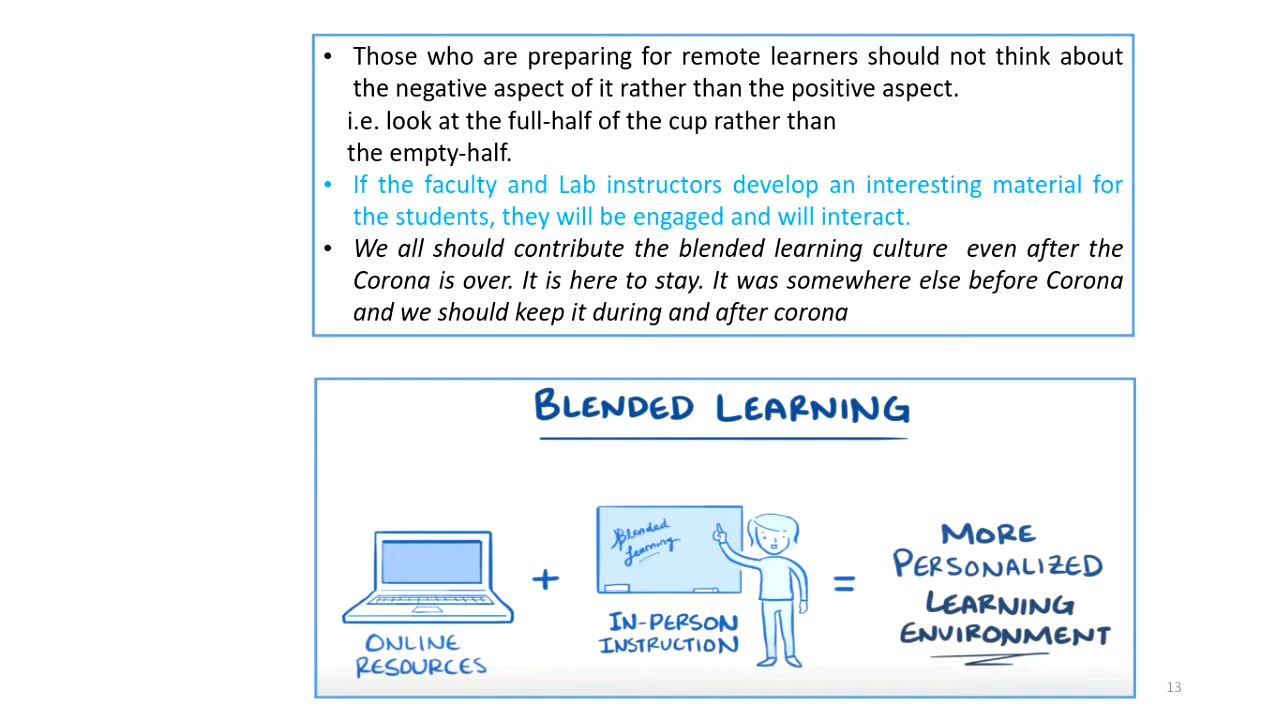 • Those who are preparing for remote learners should not think about
the negative aspect of it rather than the positive aspect.
i.e. look at the full-half of the cup rather than
the empty-half.
• If the faculty and Lab instructors develop an interesting material for
the students, they will be engaged and will interact.
• We all should contribute the blended learning culture even after the
Corona is over. It is here to stay. It was somewhere else before Corona
and we should keep it during and after corona
BLENDED LEARNING
Blended
Learning
+
=
ONLINE
RESOURCES
IN-PERSON
INSTRUCTION
MORE
PERSONALIZED
LEARNING
ENVIRONMENT
13